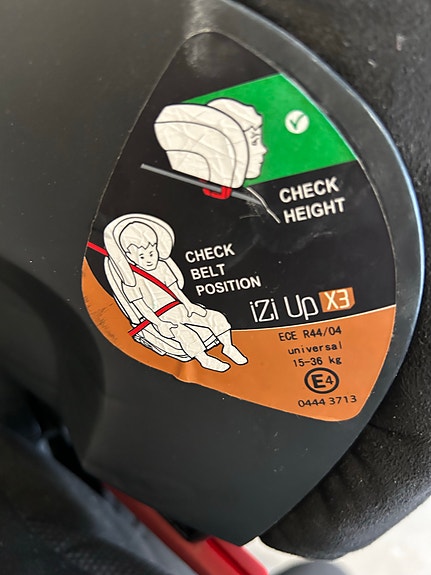 CHECK
HEIGHT
CHECK
BELT
POSITION
iZi Up X3
ECE R44/04
universal
15-36 kg
E4
0444 3713